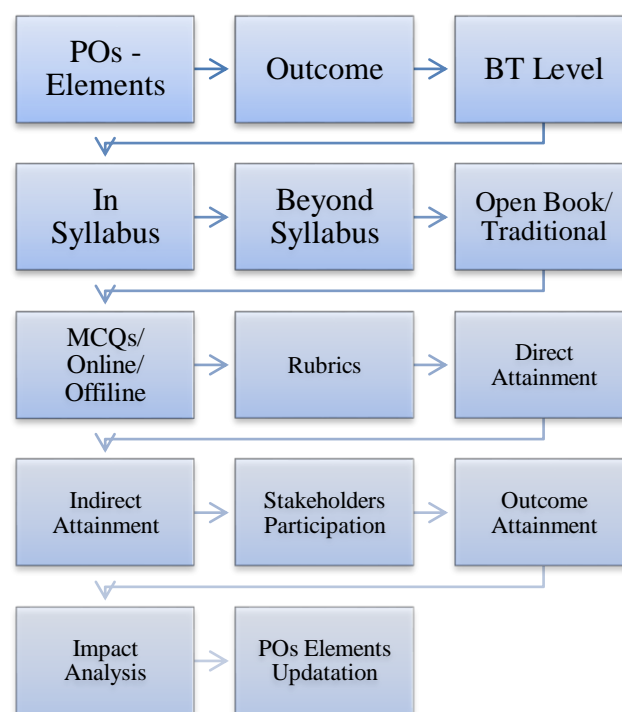 POs -
Elements
Outcome
BT Level
In
Syllabus
Beyond
Syllabus
Open Book/
Traditional
MCQs/
Online/
Offiline
Rubrics
Direct
Attainment
Indirect
Attainment
Stakeholders
Participation
Outcome
Attainment
Impact
Analysis
POs Elements
Updatation